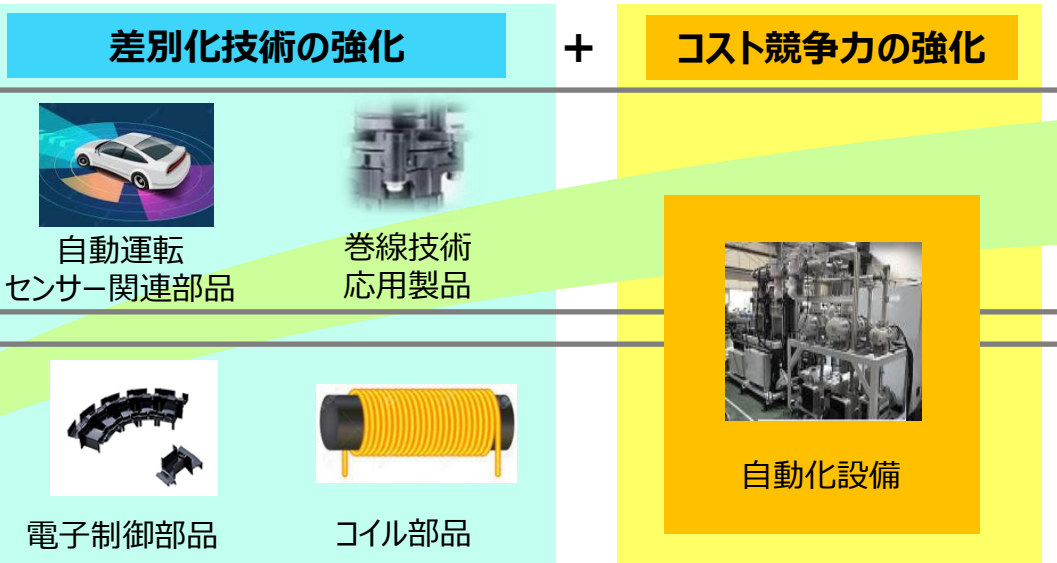 差別化技術の強化
+
コスト競争力の強化
自動運転
センサー関連部品
巻線技術
応用製品
電子制御部品
コイル部品
自動化設備